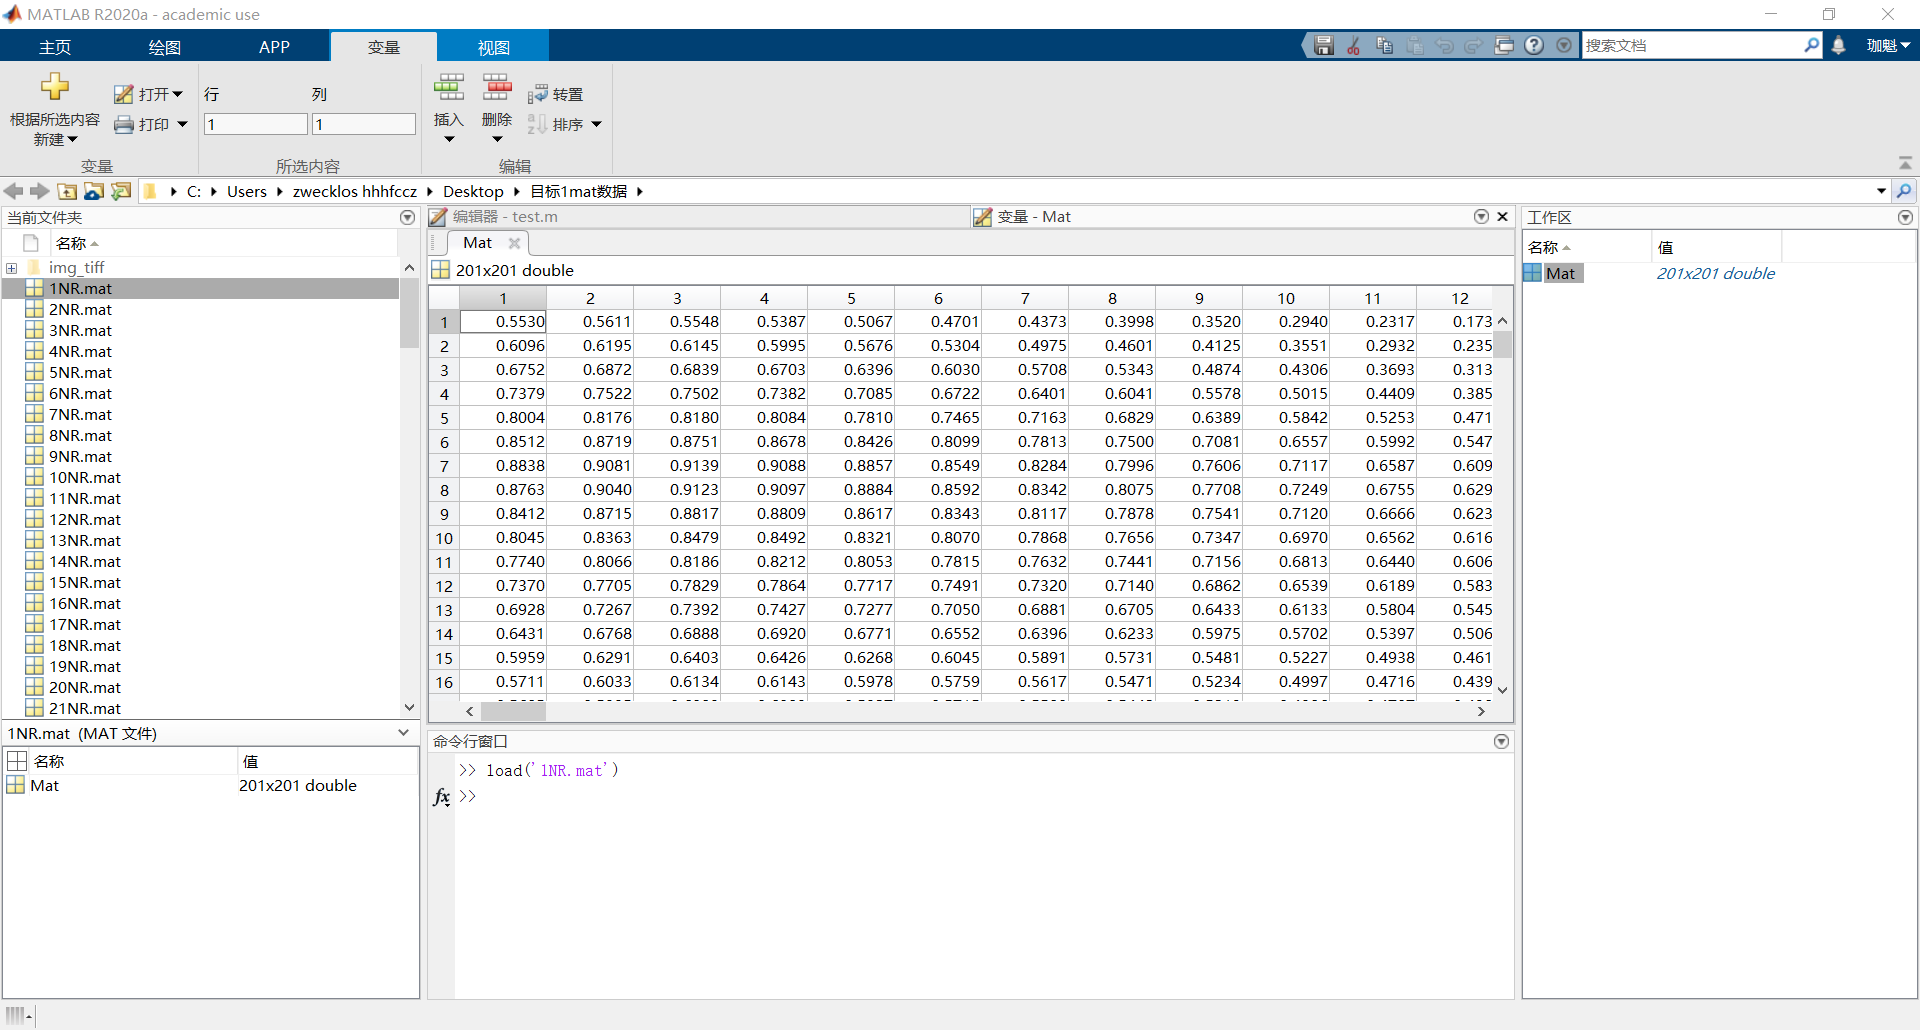 MATLAB R2020a - academic use
主页 绘图 APP 变量 视图
搜索文档
珈魁
根据所选内容
新建
打开
打印
变量
行 列
1 1
所选内容
插入 删除 转置
排序
编辑
C: Users zwecklos hhhfccz Desktop 目标1mat数据
当前文件夹
名称
img_tiff
1NR.mat
2NR.mat
3NR.mat
4NR.mat
5NR.mat
6NR.mat
7NR.mat
8NR.mat
9NR.mat
10NR.mat
11NR.mat
12NR.mat
13NR.mat
14NR.mat
15NR.mat
16NR.mat
17NR.mat
18NR.mat
19NR.mat
20NR.mat
21NR.mat
1NR.mat (MAT 文件)
名称 值
Mat 201x201 double
编辑器 - test.m
变量 - Mat
Mat
201x201 double
1 2 3 4 5 6 7 8 9 10 11 12
1 0.5530 0.5611 0.5548 0.5387 0.5067 0.4701 0.4373 0.3998 0.3520 0.2940 0.2317 0.173
2 0.6096 0.6195 0.6145 0.5995 0.5676 0.5304 0.4975 0.4601 0.4125 0.3551 0.2932 0.235
3 0.6752 0.6872 0.6839 0.6703 0.6396 0.6030 0.5708 0.5343 0.4874 0.4306 0.3693 0.313
4 0.7379 0.7522 0.7502 0.7382 0.7085 0.6722 0.6401 0.6041 0.5578 0.5015 0.4409 0.385
5 0.8004 0.8176 0.8180 0.8084 0.7810 0.7465 0.7163 0.6829 0.6389 0.5842 0.5253 0.471
6 0.8512 0.8719 0.8751 0.8678 0.8426 0.8099 0.7813 0.7500 0.7081 0.6557 0.5992 0.547
7 0.8838 0.9081 0.9139 0.9088 0.8857 0.8549 0.8284 0.7996 0.7606 0.7117 0.6587 0.609
8 0.8763 0.9040 0.9123 0.9097 0.8884 0.8592 0.8342 0.8075 0.7708 0.7249 0.6755 0.629
9 0.8412 0.8715 0.8817 0.8809 0.8617 0.8343 0.8117 0.7878 0.7541 0.7120 0.6666 0.623
10 0.8045 0.8363 0.8479 0.8492 0.8321 0.8070 0.7868 0.7656 0.7347 0.6970 0.6562 0.616
11 0.7740 0.8066 0.8186 0.8212 0.8053 0.7815 0.7632 0.7441 0.7156 0.6813 0.6440 0.606
12 0.7370 0.7705 0.7829 0.7864 0.7717 0.7491 0.7320 0.7140 0.6862 0.6539 0.6189 0.583
13 0.6928 0.7267 0.7392 0.7427 0.7277 0.7050 0.6881 0.6705 0.6433 0.6133 0.5804 0.545
14 0.6431 0.6768 0.6888 0.6920 0.6771 0.6552 0.6396 0.6233 0.5975 0.5702 0.5397 0.506
15 0.5959 0.6291 0.6403 0.6426 0.6268 0.6045 0.5891 0.5731 0.5481 0.5227 0.4938 0.461
16 0.5711 0.6033 0.6134 0.6143 0.5978 0.5759 0.5617 0.5471 0.5234 0.4997 0.4716 0.439
命令行窗口
>> load('1NR.mat')
fx >>
工作区
名称 值
Mat 201x201 double